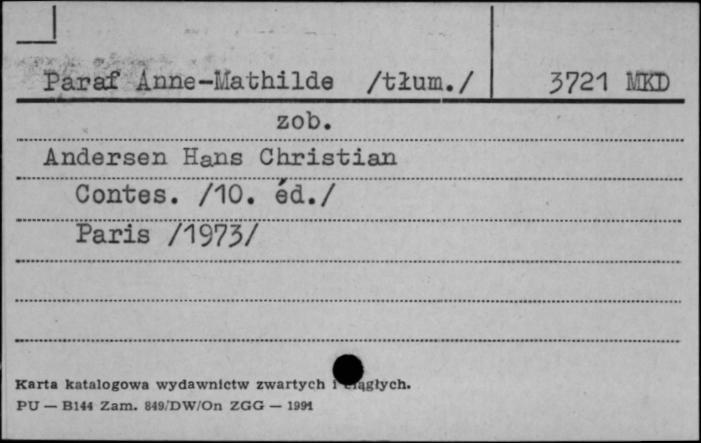 Paraf Anne-Mathilde /tłum./ 3721 MKD
zob.
Andersen Hans Christian
Contes. /10. éd./
Paris /1973/
Karta katalogowa wydawnictw zwartych i ciągłych.
PU — B144 Zam. 849/DW/On ZGG — 1991